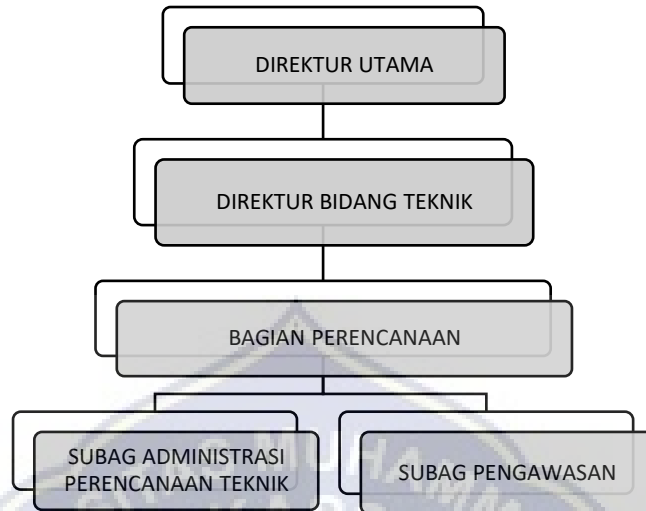 DIREKTUR UTAMA
DIREKTUR BIDANG TEKNIK
BAGIAN PERENCANAAN
SUBAG ADMINISTRASI
PERENCANAAN TEKNIK
SUBAG PENGAWASAN